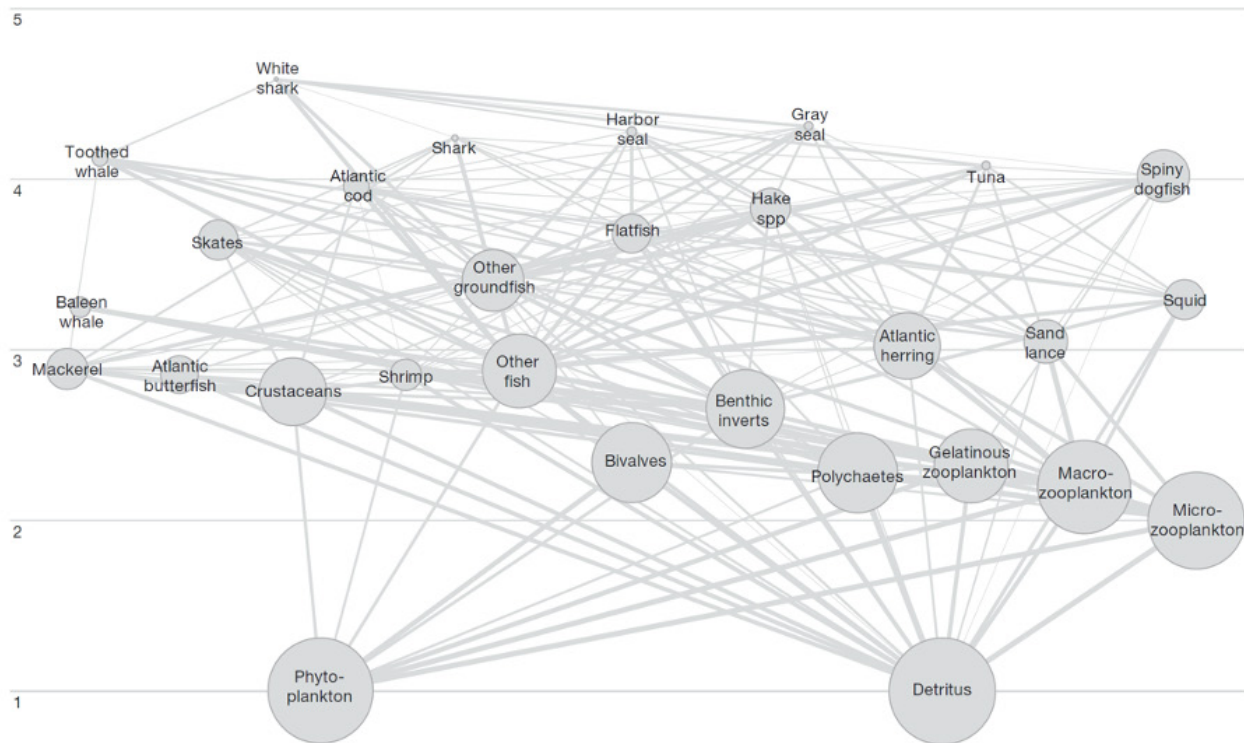 5
White
shark
Harbor
seal
Gray
seal
Shark
Toothed
whale
Tuna
Spiny
dogfish
4
Atlantic
cod
Hake
spp
Flatfish
Skates
Other
groundfish
Baleen
whale
Squid
Atlantic
herring
Sand
lance
3
Mackerel
Atlantic
butterfish
Crustaceans
Shrimp
Other
fish
Benthic
inverts
Bivalves
Polychaetes
Gelatinous
zooplankton
Macro-
zooplankton
Micro-
zooplankton
2
Phyto-
plankton
Detritus
1